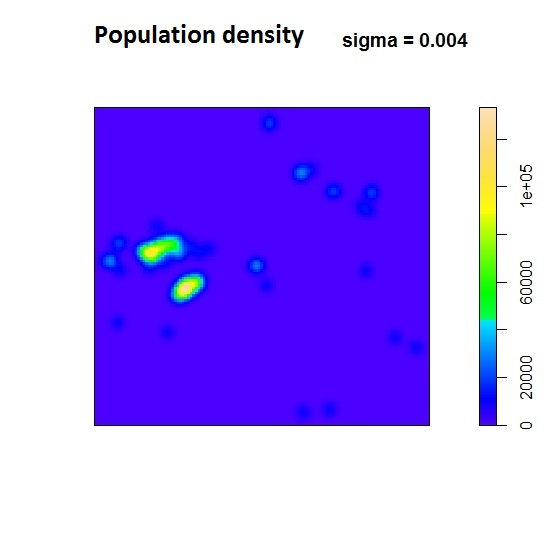 Population density
sigma = 0.004
1e+05
60000
20000
0